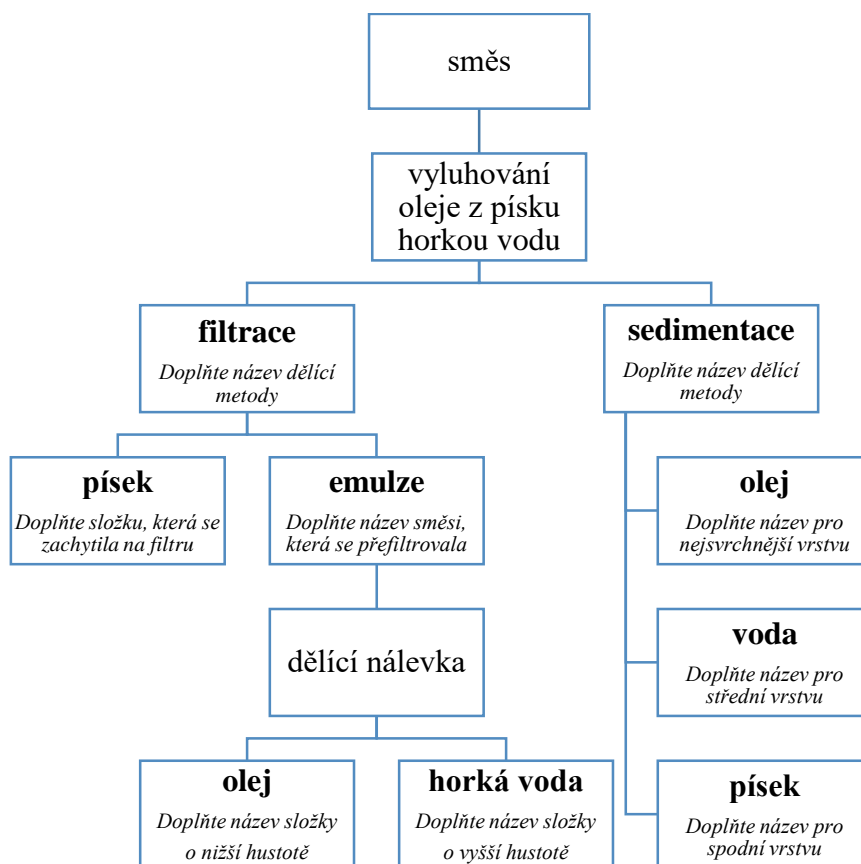 směs
vyluhování
oleje z písku
horkou vodu
filtrace
Doplňte název dělící
metody
sedimentace
Doplňte název dělící
metody
písek
Doplňte složku, která se
zachytila na filtru
emulze
Doplňte název směsi,
která se přefiltrovala
olej
Doplňte název pro
nejsvrchnější vrstvu
dělící nálevka
voda
Doplňte název pro
střední vrstvu
olej
Doplňte název složky
o nižší hustotě
horká voda
Doplňte název složky
o vyšší hustotě
písek
Doplňte název pro
spodní vrstvu